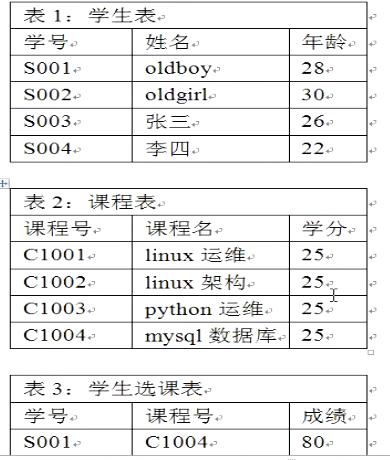 表 1：学生表
学号 姓名 年龄
S001 oldboy 28
S002 oldgirl 30
S003 张三 26
S004 李四 22
表 2：课程表
课程号 课程名 学分
C1001 linux 运维 25
C1002 linux 架构 25
C1003 python 运维 25
C1004 mysql 数据库 25
表 3：学生选课表
学号 课程号 成绩
S001 C1004 80